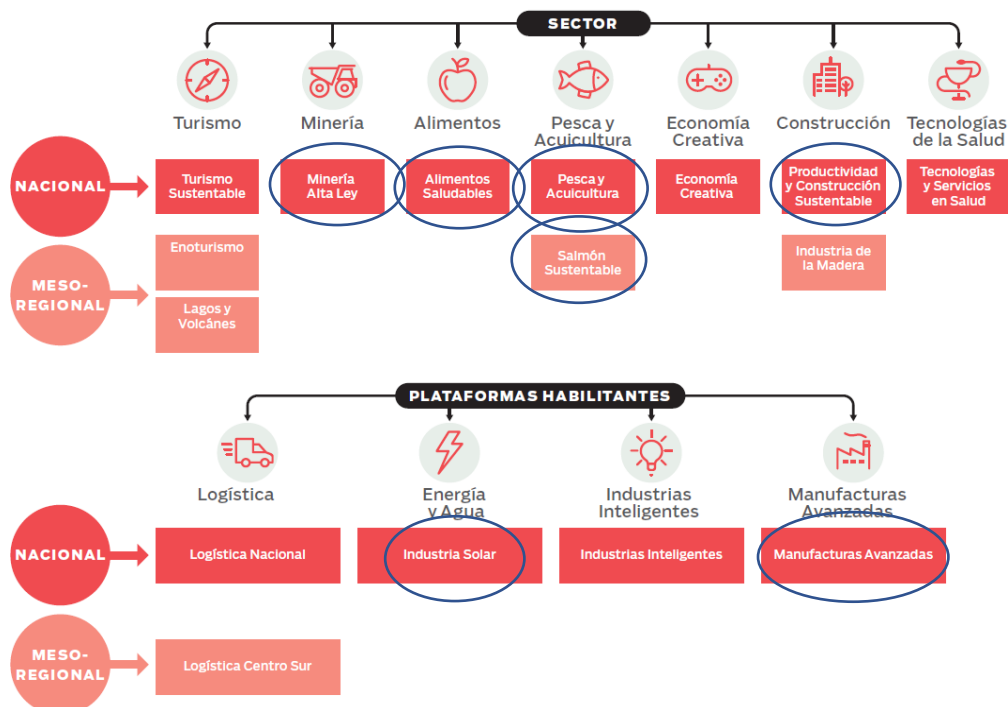 SECTOR
Turismo
Minería
Alimentos
Pesca y
Acuicultura
Economía
Creativa
Construcción
Tecnologías
de la Salud
NACIONAL
Turismo
Sustentable
Minería
Alta Ley
Alimentos
Saludables
Pesca y
Acuicultura
Economía
Creativa
Productividad
y Construcción
Sustentable
Tecnologías y
Servicios
en Salud
MESO-
REGIONAL
Enoturismo
Salmón
Sustentable
Industria de
la Madera
Lagos y
Volcánes
PLATAFORMAS HABILITANTES
Logística
Energía
y Agua
Industrias
Inteligentes
Manufacturas
Avanzadas
NACIONAL
Logística Nacional
Industria Solar
Industrias Inteligentes
Manufacturas Avanzadas
MESO-
REGIONAL
Logística Centro Sur